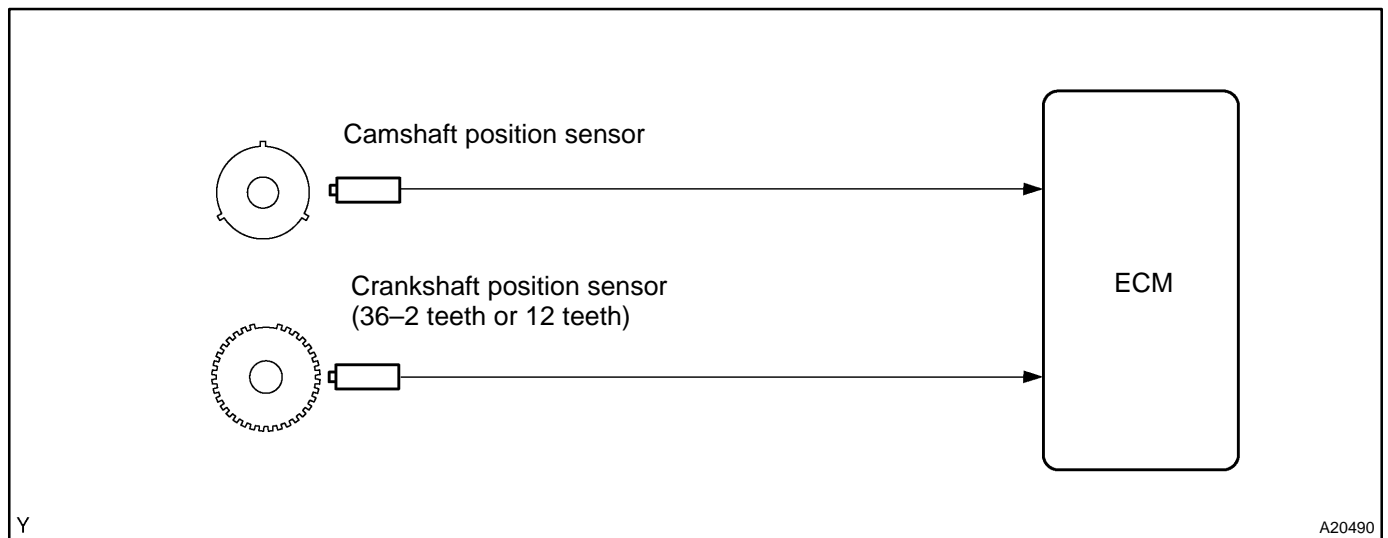 Camshaft position sensor
Crankshaft position sensor
(36–2 teeth or 12 teeth)
ECM
Y
A20490